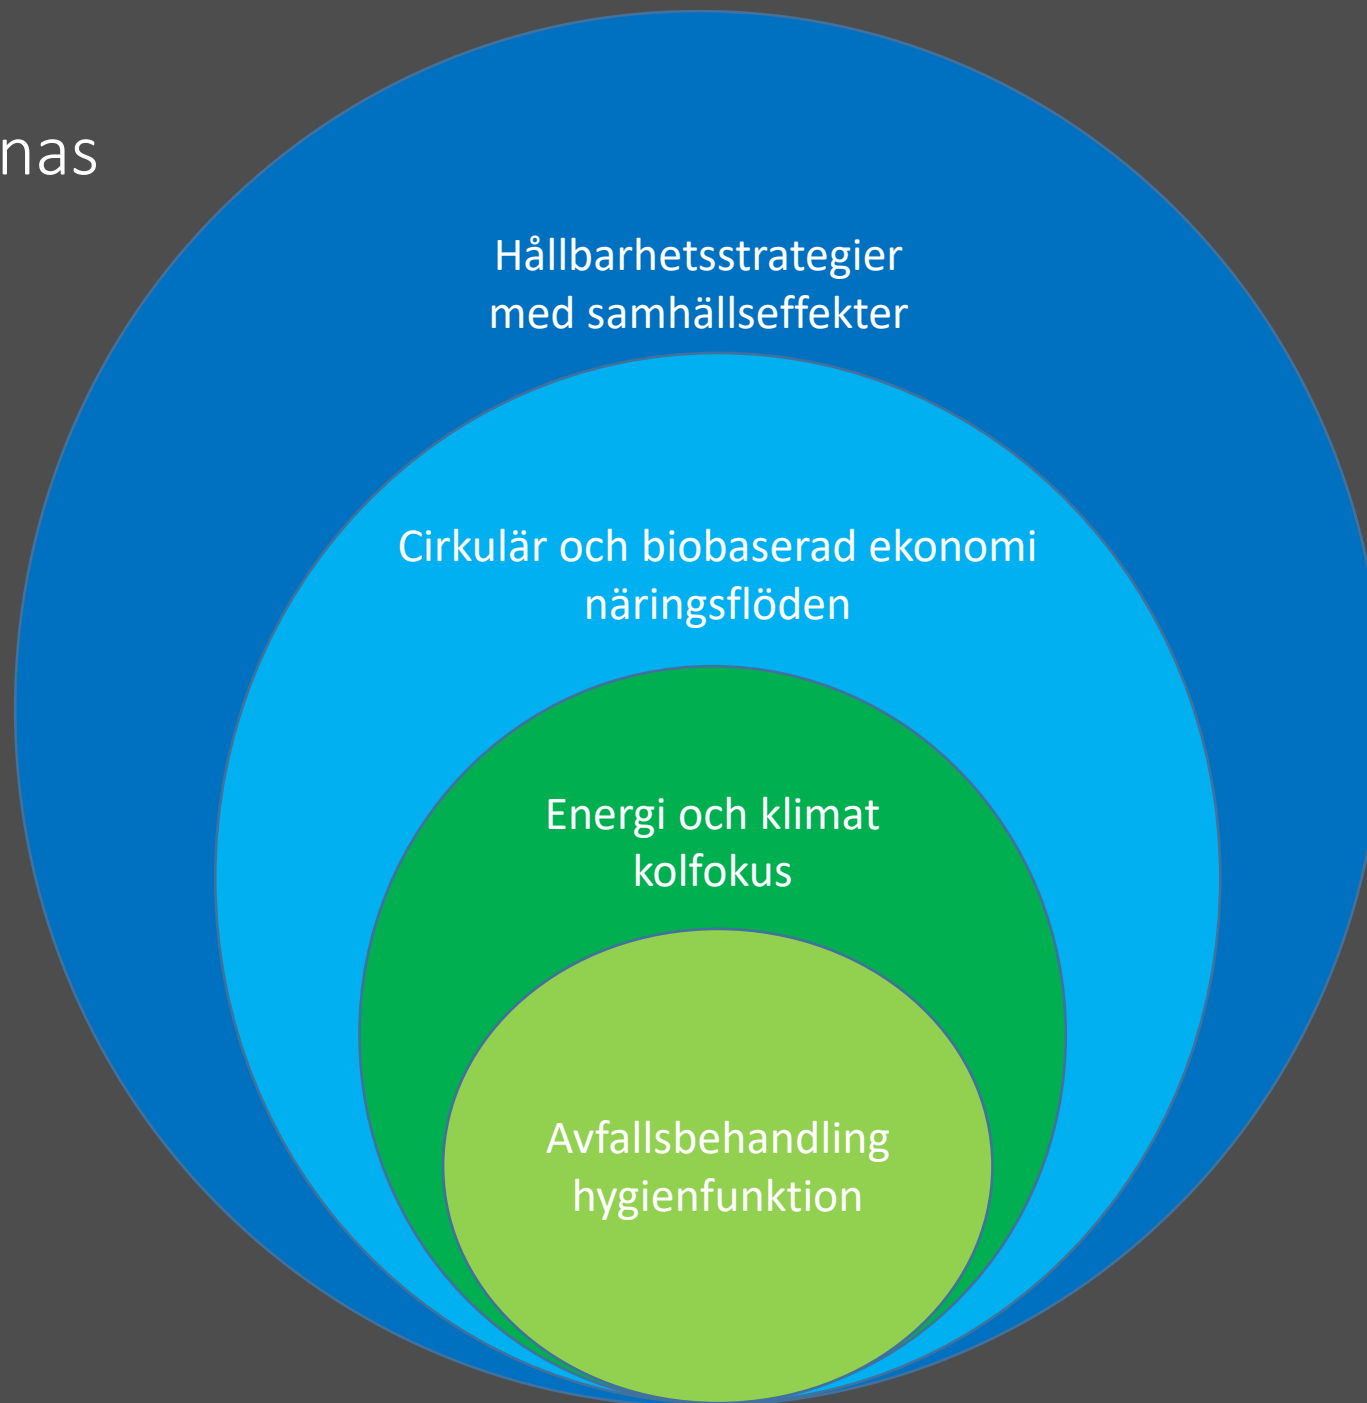 nas
Hållbarhetsstrategier
med samhällseffekter
Cirkulär och biobaserad ekonomi
näringsflöden
Energi och klimat
kolfokus
Avfallsbehandling
hygienfunktion